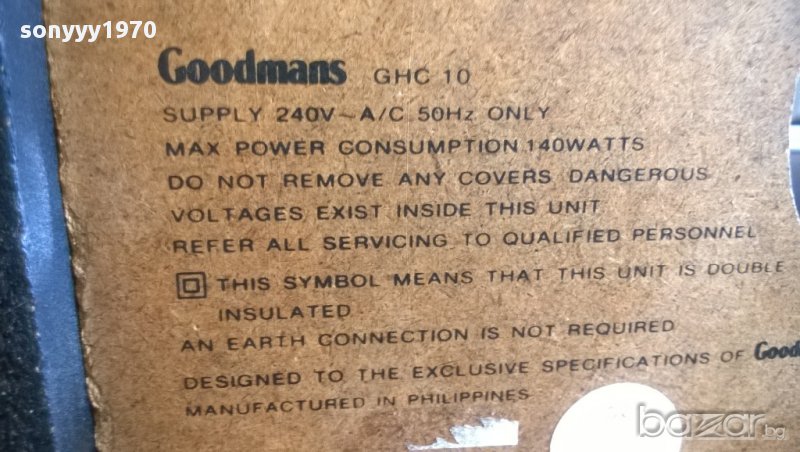 sonyyy1970
Goodmans GHC 10
SUPPLY 240V~A/C 50Hz ONLY
MAX POWER CONSUMPTION 140WATTS
DO NOT REMOVE ANY COVERS DANGEROUS
VOLTAGES EXIST INSIDE THIS UNIT
REFER ALL SERVICING TO QUALIFIED PERSONNEL
THIS SYMBOL MEANS THAT THIS UNIT IS DOUBLE
INSULATED
AN EARTH CONNECTION IS NOT REQUIRED
DESIGNED TO THE EXCLUSIVE SPECIFICATIONS OF
MANUFACTURED IN PHILIPPINES
bazar.bg